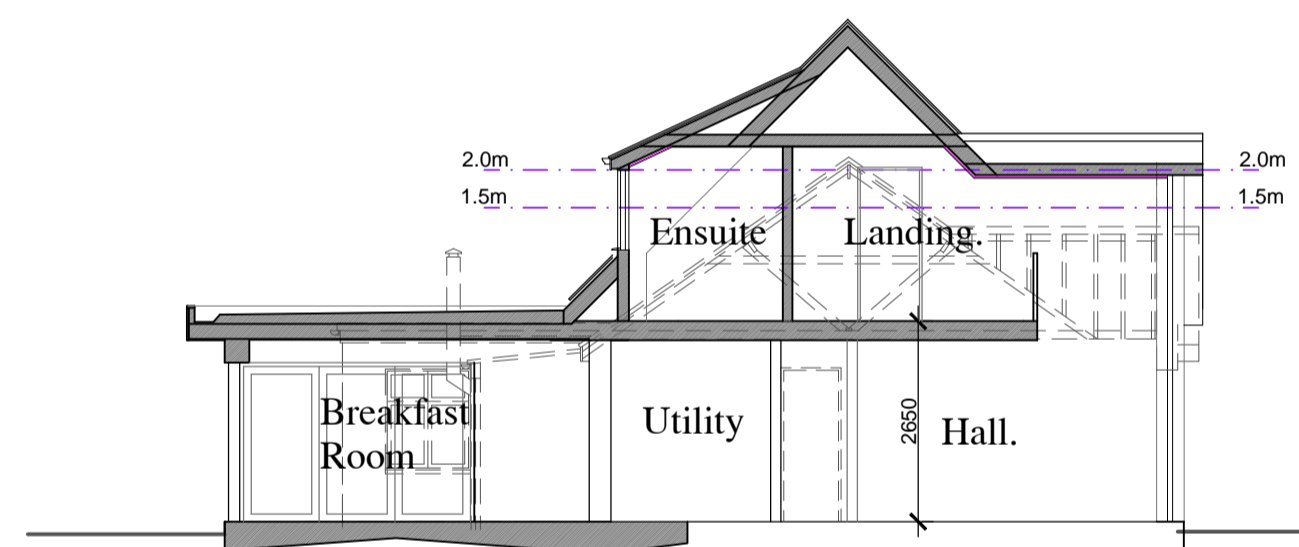 2.0m
2.0m
1.5m
1.5m
Ensuite
Landing.
Breakfast
Room
Utility
2650
Hall.